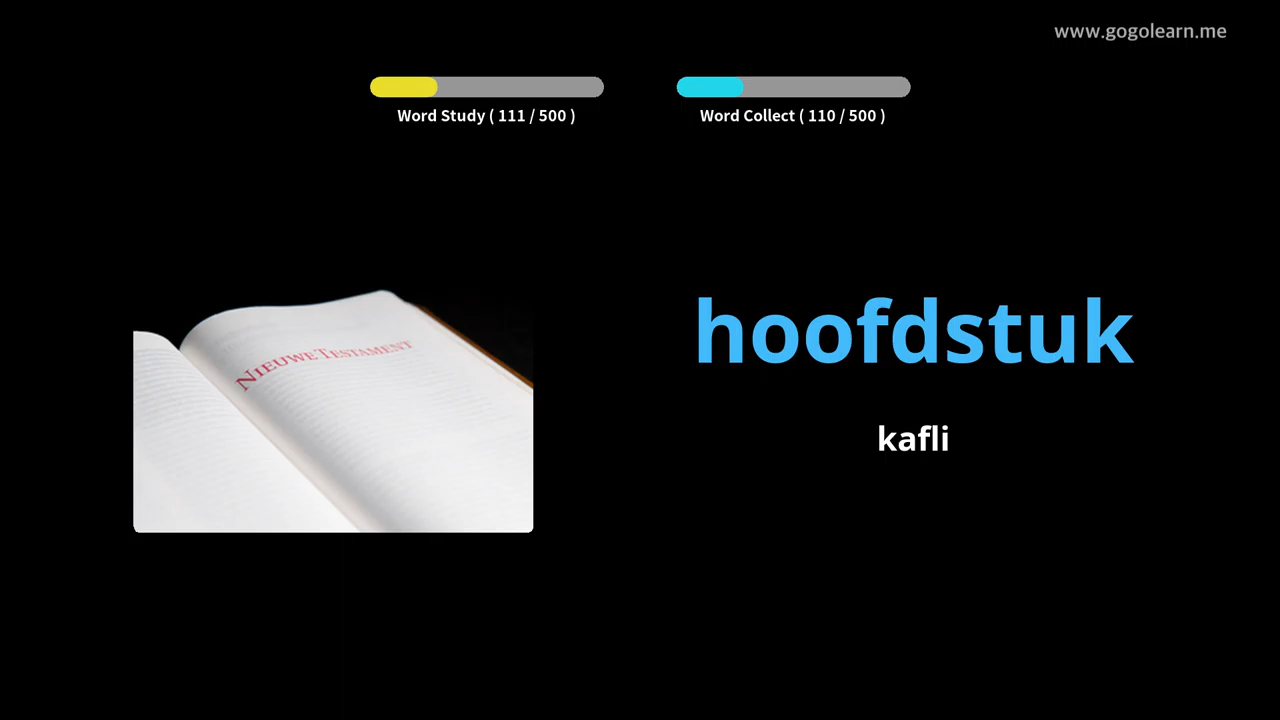 www.gogolearn.me
Word Study ( 111 / 500 )
Word Collect ( 110 / 500 )
NIEUWE TESTAMENT
hoofdstuk
kafli